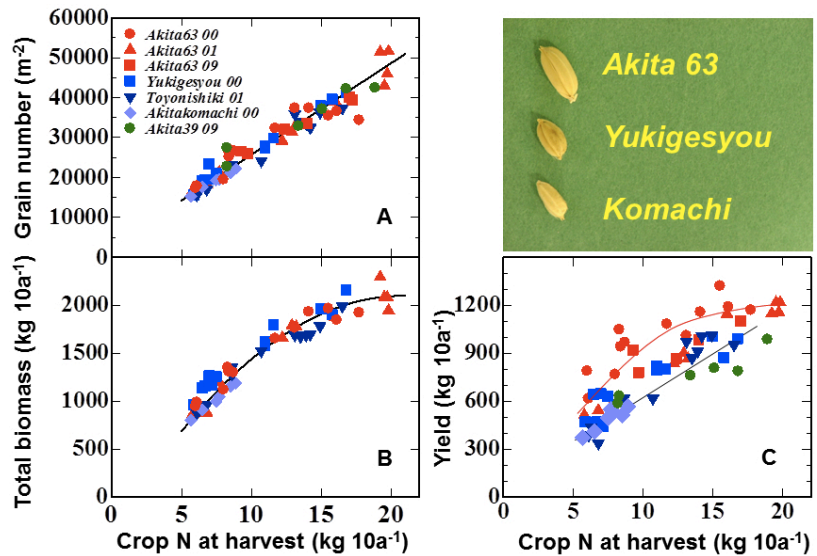 60000
50000
40000
30000
20000
10000
0
Grain number (m-2)
Akita63 00
Akita63 01
Akita63 09
Yukigesyou 00
Toyonishiki 01
Akitakomachi 00
Akita39 09
A
Akita 63
Yukigesyou
Komachi
2000
1500
1000
500
0
Total biomass (kg 10a-1)
B
0 5 10 15 20
Crop N at harvest (kg 10a-1)
1200
900
600
300
0
Yield (kg 10a-1)
C
0 5 10 15 20
Crop N at harvest (kg 10a-1)